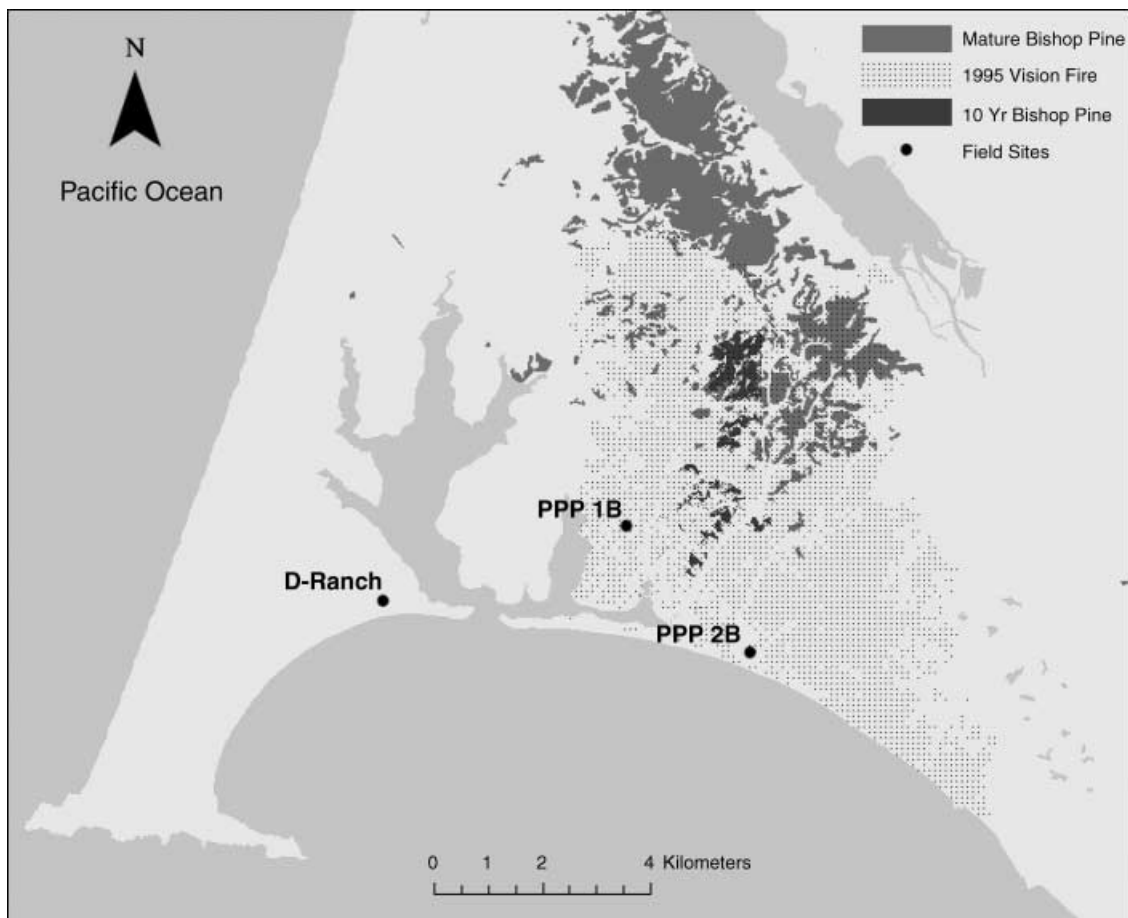 N
Pacific Ocean
Mature Bishop Pine
1995 Vision Fire
10 Yr Bishop Pine
Field Sites
PPP 1B
D-Ranch
PPP 2B
0 1 2 4 Kilometers